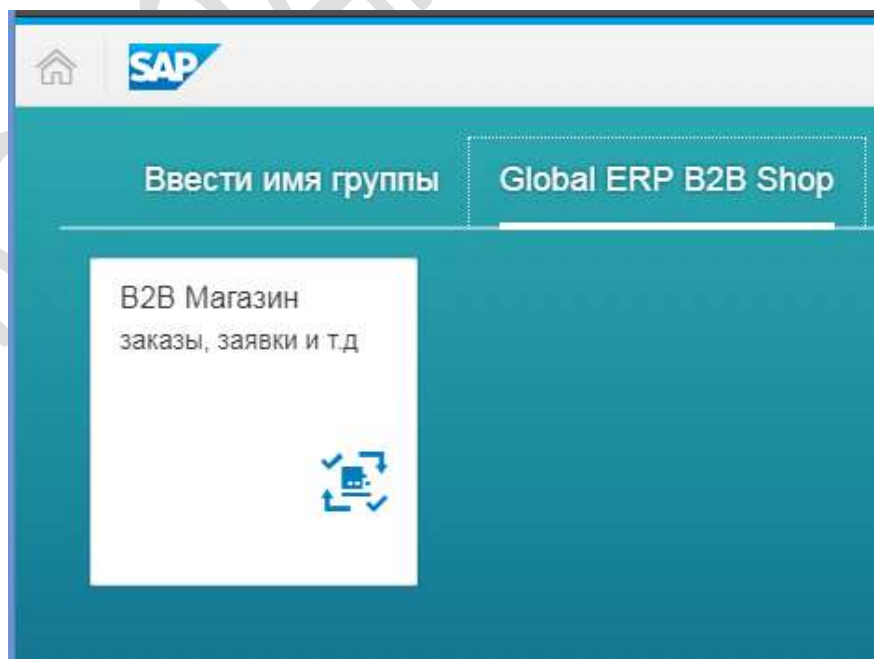 SAP
Ввести имя группы
Global ERP B2B Shop
B2B Магазин
заказы, заявки и т.д